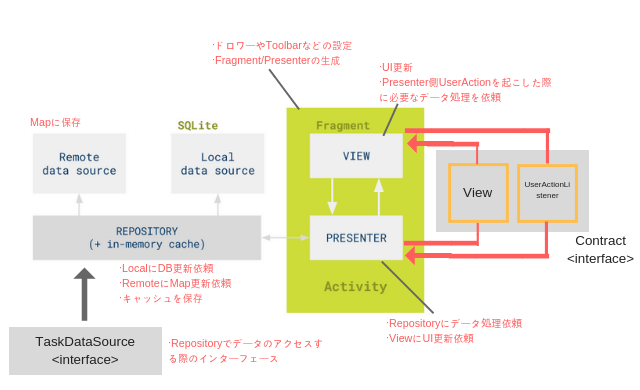 ･ドロワーやToolbarなどの設定
･Fragment/Presenterの生成
･UI更新
･Presenter側UserActionを起こした際
に必要なデータ処理を依頼
Mapに保存
SQLite
Fragment
Remote
data source
Local
data source
VIEW
View
UserActionLi
stener
REPOSITORY
(+ in-memory cache)
PRESENTER
Contract
<interface>
･LocalにDB更新依頼
･RemoteにMap更新依頼
･キャッシュを保存
Activity
･Repositoryにデータ処理依頼
･ViewにUI更新依頼
TaskDataSource
<interface>
･Repositoryでデータのアクセスす
る際のインターフェース